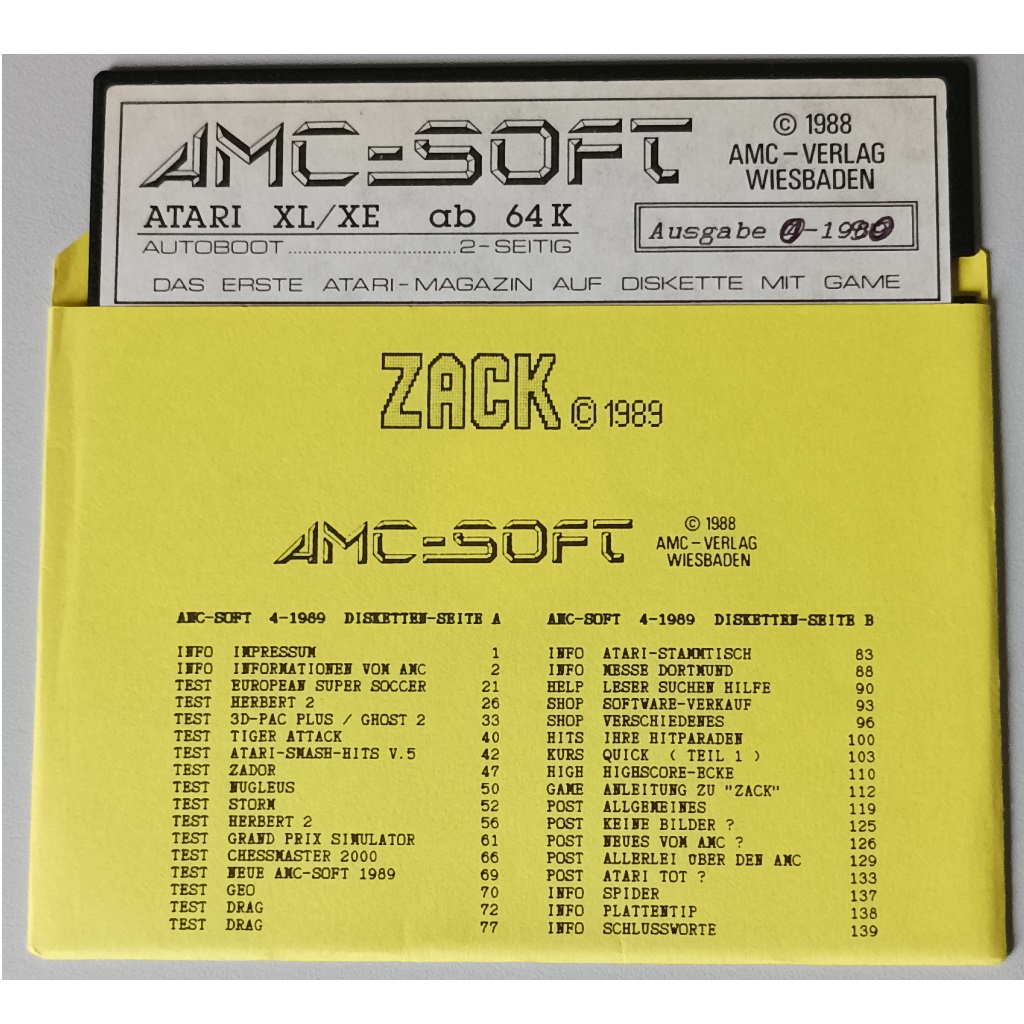 AMC-SOFT
© 1988
AMC-VERLAG
WIESBADEN
ATARI XL/XE ab 64K
AUTOBOOT..................................2-SEITIG
Ausgabe 4-1989
DAS ERSTE ATARI-MAGAZIN AUF DISKETTE MIT GAME
ZACK © 1989
AMC-SOFT
© 1988
AMC-VERLAG
WIESBADEN
AMC-SOFT 4-1989 DISKETTEN-SEITE A
INFO IMPRESSUM 1
INFO INFORMATIONEN VOM AMC 2
TEST EUROPEAN SUPER SOCCER 21
TEST HERBERT 2 26
TEST 3D-PAC PLUS / GHOST 2 33
TEST TIGER ATTACK 40
TEST ATARI-SMASH-HITS V.5 42
TEST ZADOR 47
TEST NUGLEUS 50
TEST STORM 52
TEST HERBERT 2 56
TEST GRAND PRIX SIMULATOR 61
TEST CHESSMASTER 2000 66
TEST NEUE AMC-SOFT 1989 69
TEST GEO 70
TEST DRAG 72
TEST DRAG 77
AMC-SOFT 4-1989 DISKETTEN-SEITE B
INFO ATARI-STAMMTISCH 83
INFO MESSE DORTMUND 88
HELP LESER SUCHEN HILFE 90
SHOP SOFTWARE-VERKAUF 93
SHOP VERSCHIEDENES 96
HITS IHRE HITPARADEN 100
KURS QUICK ( TEIL 1 ) 103
HIGH HIGHSCORE-ECKE 110
GAME ANLEITUNG ZU "ZACK" 112
POST ALLGEMEINES 119
POST KEINE BILDER ? 125
POST NEUES VOM AMC ? 126
POST ALLERLEI ÜBER DEN AMC 129
POST ATARI TOT ? 133
INFO SPIDER 137
INFO PLATTENTIP 138
INFO SCHLUSSWORTE 139